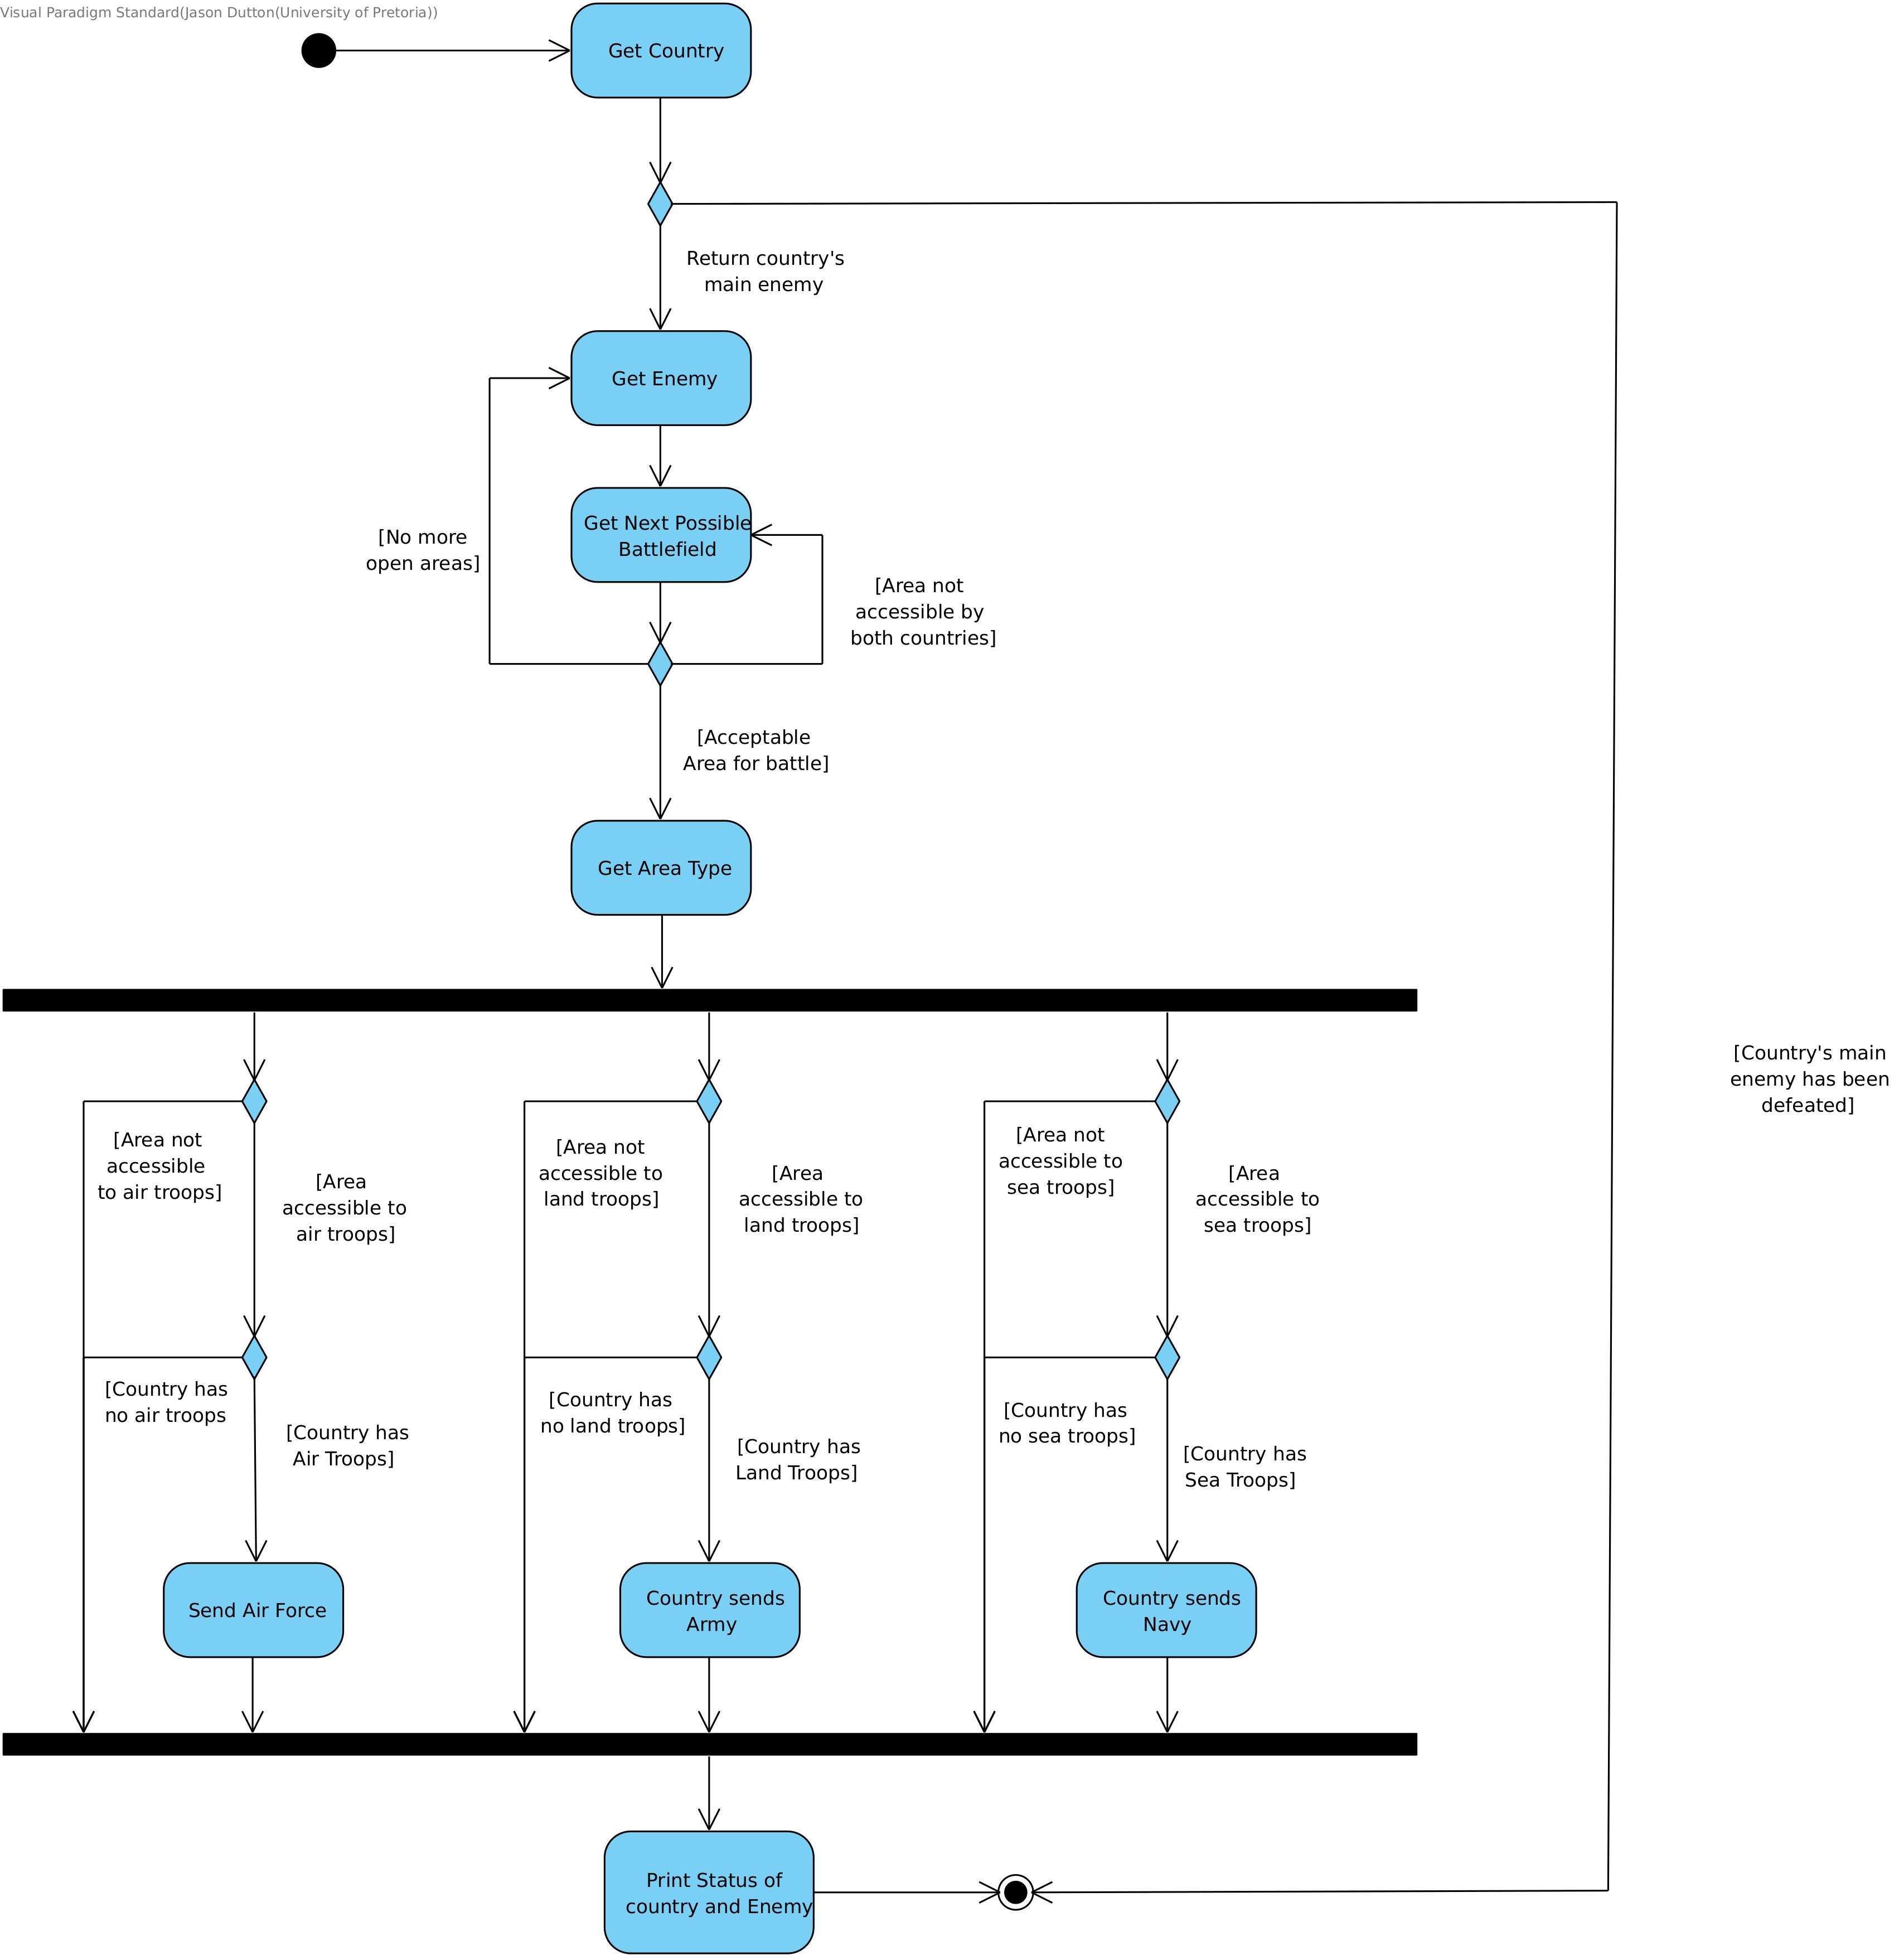 Visual Paradigm Standard(Jason Dutton(University of Pretoria))
Get Country
Return country's
main enemy
Get Enemy
Get Next Possible
Battlefield
[No more
open areas]
[Area not
accessible by
both countries]
[Acceptable
Area for battle]
Get Area Type
[Country's main
enemy has been
defeated]
[Area not
accessible
to air troops]
[Area
accessible to
air troops]
[Area not
accessible to
land troops]
[Area
accessible to
land troops]
[Area not
accessible to
sea troops]
[Area
accessible to
sea troops]
[Country has
no air troops
[Country has
Air Troops]
[Country has
no land troops]
[Country has
Land Troops]
[Country has
no sea troops]
[Country has
Sea Troops]
Send Air Force
Country sends
Army
Country sends
Navy
Print Status of
country and Enemy